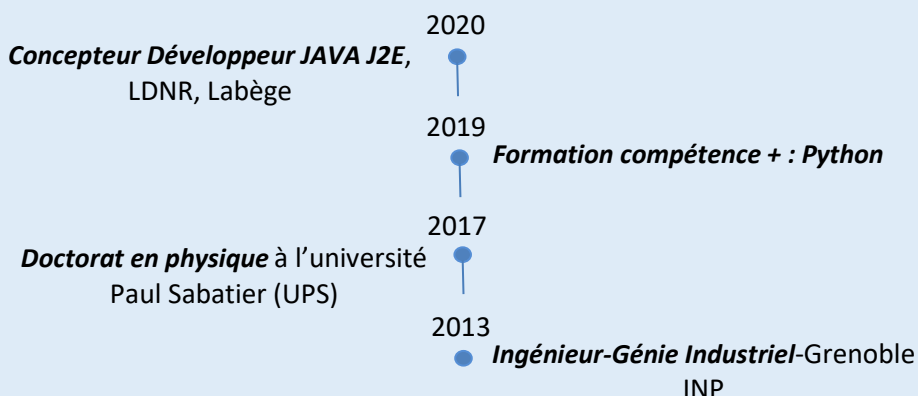 2020
Concepteur Développeur JAVA J2E,
LDNR, Labège
2019
Formation compétence + : Python
2017
Doctorat en physique à l'université
Paul Sabatier (UPS)
2013
Ingénieur-Génie Industriel-Grenoble
INP